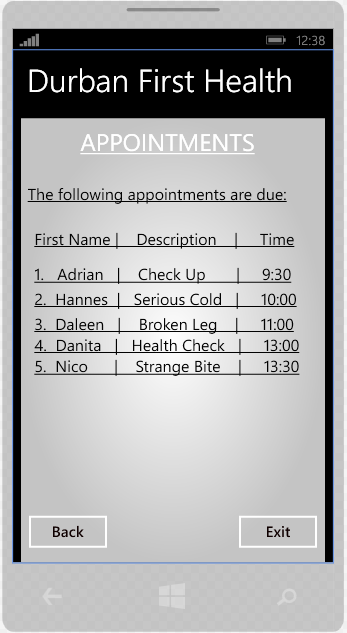 12:38
Durban First Health
APPOINTMENTS
The following appointments are due:
First Name | Description | Time
1. Adrian | Check Up | 9:30
2. Hannes | Serious Cold | 10:00
3. Daleen | Broken Leg | 11:00
4. Danita | Health Check | 13:00
5. Nico | Strange Bite | 13:30
Back Exit